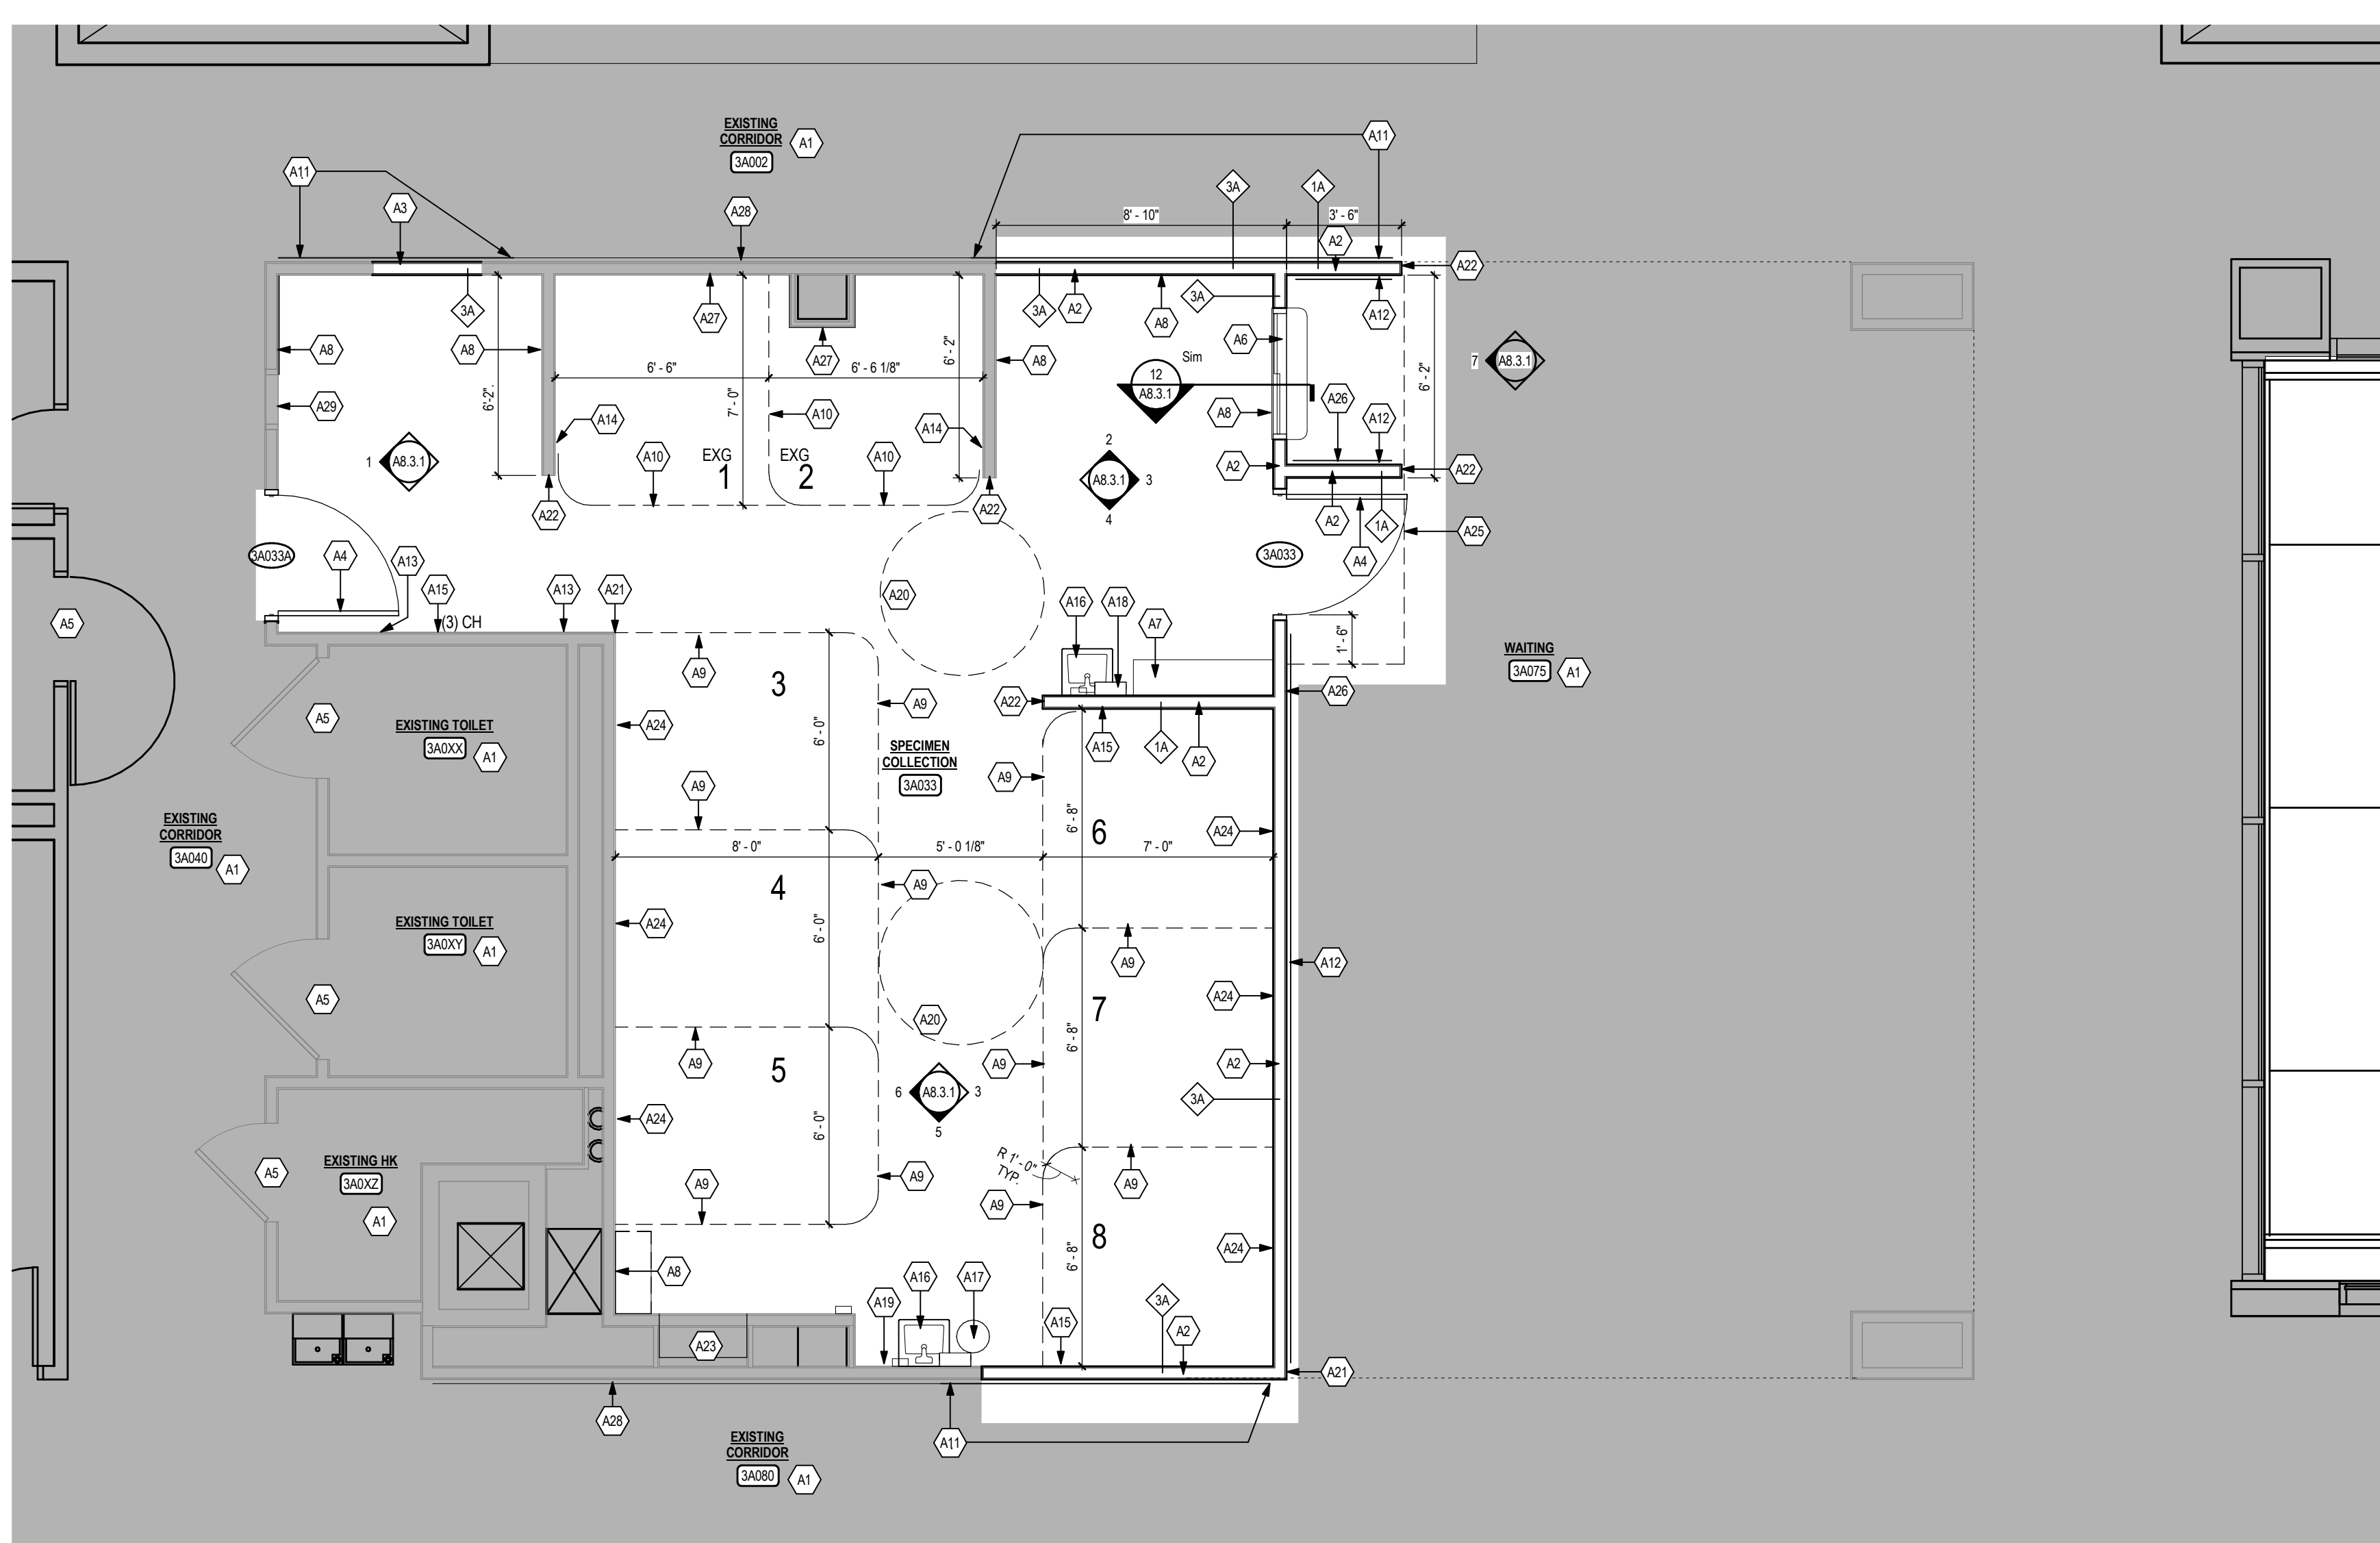 EXISTING
CORRIDOR
A1
3A002
A11
A11
A3
A28
3A
1A
8' - 10"
3' - 6"
A2
A22
3A
A27
A27
3A
A2
A8
3A
A12
A8
A8
6'-2".
6' - 6"
7' - 0"
6' - 6 1/8"
6' - 2"
A8
Sim
12
A8.3.1
A6
7
A8.3.1
6' - 2"
A29
A14
A10
A14
A8
A26
A12
1
A8.3.1
A10
EXG
1
EXG
2
A10
2
A8.3.1
3
4
A2
A22
A22
A22
A2
1A
A25
3A033A
A4
A13
A15
(3) CH
A13
A21
A20
3A033
A4
A5
A16
A18
A7
1' - 6"
WAITING
3A075
A1
A9
3
A9
A22
A26
A5
EXISTING TOILET
3A0XX
A1
A24
6' - 0"
SPECIMEN
COLLECTION
3A033
A15
1A
A2
A9
A9
EXISTING
CORRIDOR
3A040
A1
6' - 8"
6
A24
8' - 0"
5' - 0 1/8"
7' - 0"
4
A9
EXISTING TOILET
3A0XY
A1
A24
6' - 0"
A9
A12
A5
A24
7
A20
6' - 8"
A9
5
A9
A2
6
A8.3.1
3
5
3A
A24
6' - 0"
EXISTING HK
3A0XZ
A1
A5
A9
A9
R 1' - 0"
TYP.
A9
A9
8
6' - 8"
A24
A8
A16
A17
A19
A15
3A
A2
A23
A21
A28
A11
EXISTING
CORRIDOR
3A080
A1